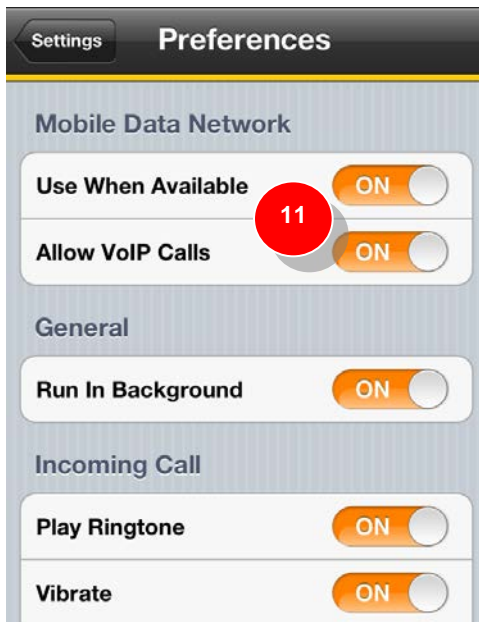 Settings Preferences
Mobile Data Network
Use When Available ON
11
Allow VoIP Calls ON
General
Run In Background ON
Incoming Call
Play Ringtone ON
Vibrate ON